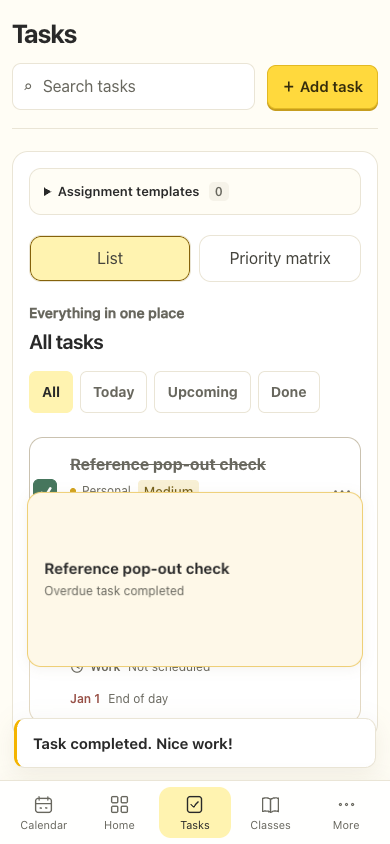 Tasks
Search tasks
+ Add task
Assignment templates 0
List
Priority matrix
Everything in one place
All tasks
All
Today
Upcoming
Done
Reference pop-out check
Personal Medium
Reference pop-out check
Overdue task completed
Work Not scheduled
Jan 1 End of day
Task completed. Nice work!
Calendar
Home
Tasks
Classes
More